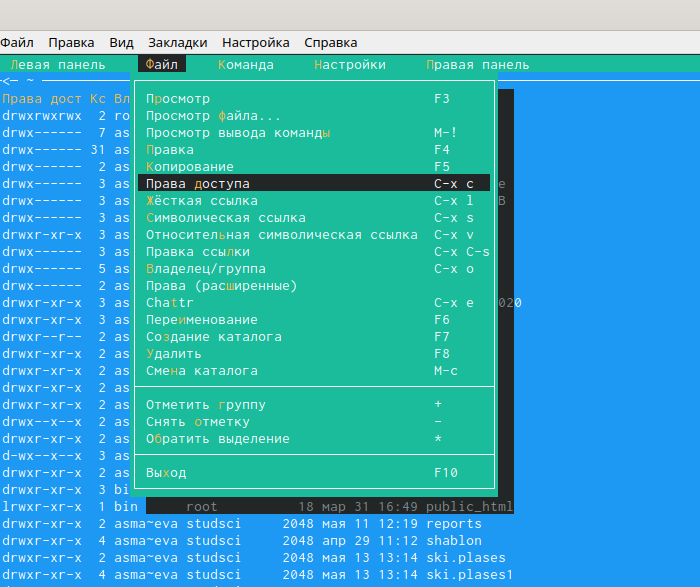 Файл Правка Вид Закладки Настройка Справка
Левая панель Файл Команда Настройки Правая панель
<─ ~
Права дост Кс Вл
drwxrwxrwx 2 ro Просмотр F3
drwx------ 7 as Просмотр файла...
drwx------ 31 as Просмотр вывода команды M-!
drwx------ 2 as Правка F4
Копирование F5
drwx------ 3 as Права доступа C-x c е
drwx------ 3 as Жёсткая ссылка C-x l В
drwx------ 3 as Символическая ссылка C-x s
drwxr-xr-x 3 as Относительная символическая ссылка C-x v
drwx------ 3 as Правка ссылки C-x C-s
drwx------ 5 as Владелец/группа C-x o
drwx------ 2 as Права (расширенные)
drwxr-xr-x 3 as Chattr C-x e 020
drwxr-xr-x 3 as Переименование F6
drwxr--r-- 2 as Создание каталога F7
drwxr-xr-x 2 as Удалить F8
drwxr-xr-x 2 as Смена каталога M-c
drwxr-xr-x 2 as
drwxr-xr-x 2 as Отметить группу +
drwx--x--x 2 as Снять отметку -
drwxr-xr-x 2 as Обратить выделение *
d-wx--x--x 3 as
drwxr-xr-x 2 as Выход F10
drwxr-xr-x 3 bi
lrwxr-xr-x 1 bin root 18 мар 31 16:49 public_html
drwxr-xr-x 2 asma~eva studsci 2048 мая 11 12:19 reports
drwxr-xr-x 4 asma~eva studsci 2048 апр 29 11:12 shablon
drwxr-xr-x 2 asma~eva studsci 2048 мая 13 13:14 ski.plases
drwxr-xr-x 4 asma~eva studsci 2048 мая 13 13:14 ski.plases1